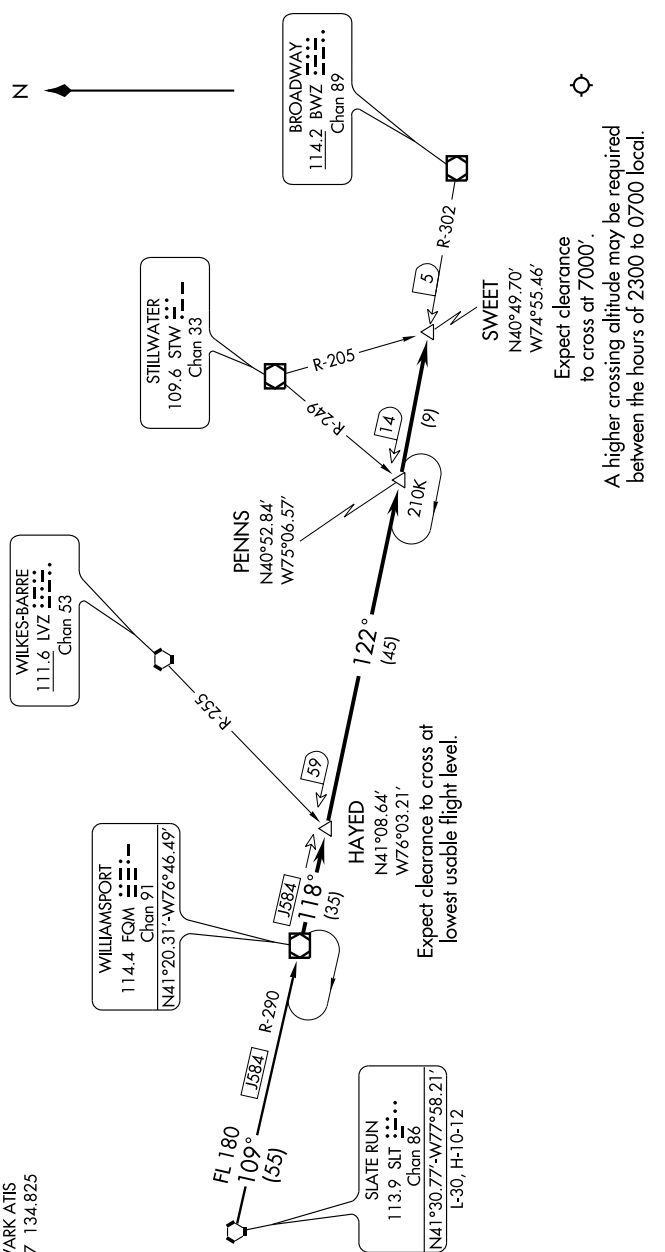 VARK ATIS
7 134.825
N
WILLIAMSPORT
114.4 FQM
Chan 91
N41°20.31′-W76°46.49′
WILKES-BARRE
111.6 LVZ
Chan 53
STILLWATER
109.6 STW
Chan 33
BROADWAY
114.2 BWZ
Chan 89
SLATE RUN
113.9 SLT
Chan 86
N41°30.77′-W77°58.21′
L-30, H-10-12
FL 180
109°
(55)
J584
R-290
J584
118°
(35)
R-255
59
HAYED
N41°08.64′
W76°03.21′
Expect clearance to cross at
lowest usable flight level.
122°
(45)
PENNS
N40°52.84′
W75°06.57′
210K
R-249
R-205
14
(9)
5
R-302
SWEET
N40°49.70′
W74°55.46′
Expect clearance
to cross at 7000′.
A higher crossing altitude may be required
between the hours of 2300 to 0700 local.